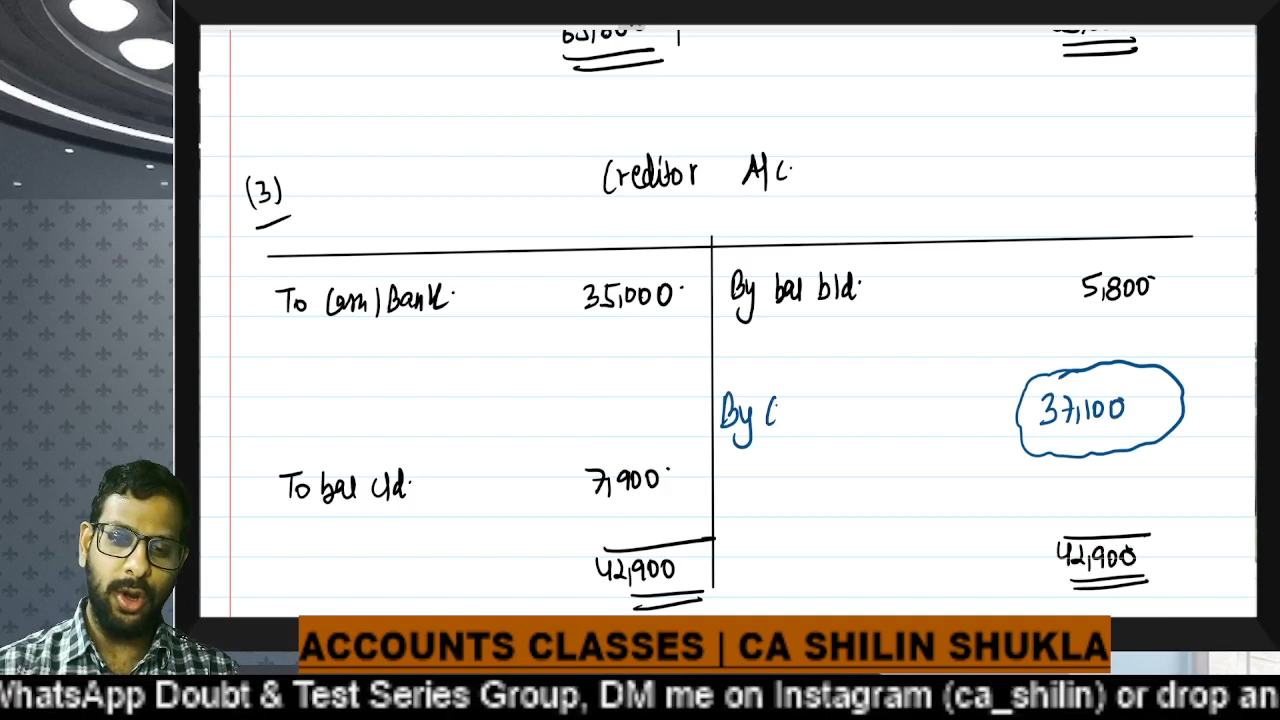 (3) Creditor A/c.
To Cash/Bank. 35,000 By bal b/d. 5,800
By C 37,100
To bal c/d. 7,900
42,900 42,900
ACCOUNTS CLASSES | CA SHILIN SHUKLA
WhatsApp Doubt & Test Series Group, DM me on Instagram (ca_shilin) or drop an